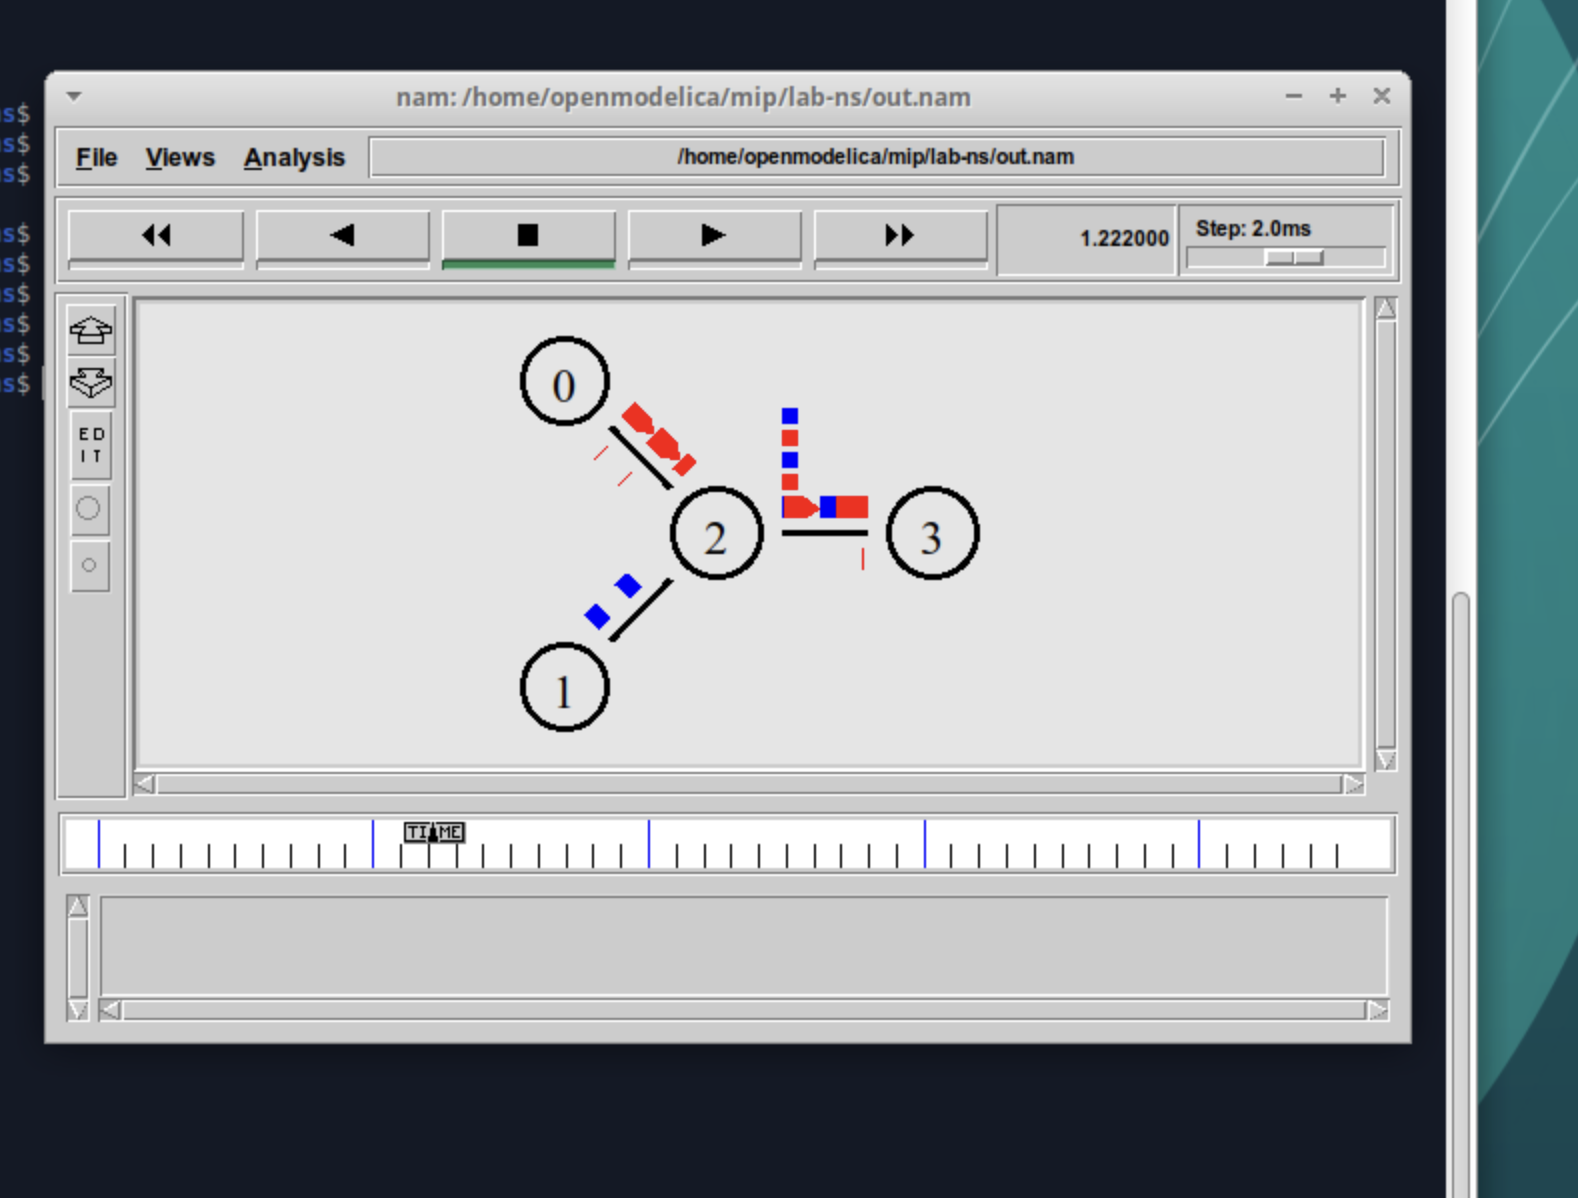 nam: /home/openmodelica/mip/lab-ns/out.nam
s$
s$
s$
s$
s$
s$
s$
s$
s$
File Views Analysis /home/openmodelica/mip/lab-ns/out.nam
1.222000 Step: 2.0ms
ED
IT
0
2
3
1
TIME